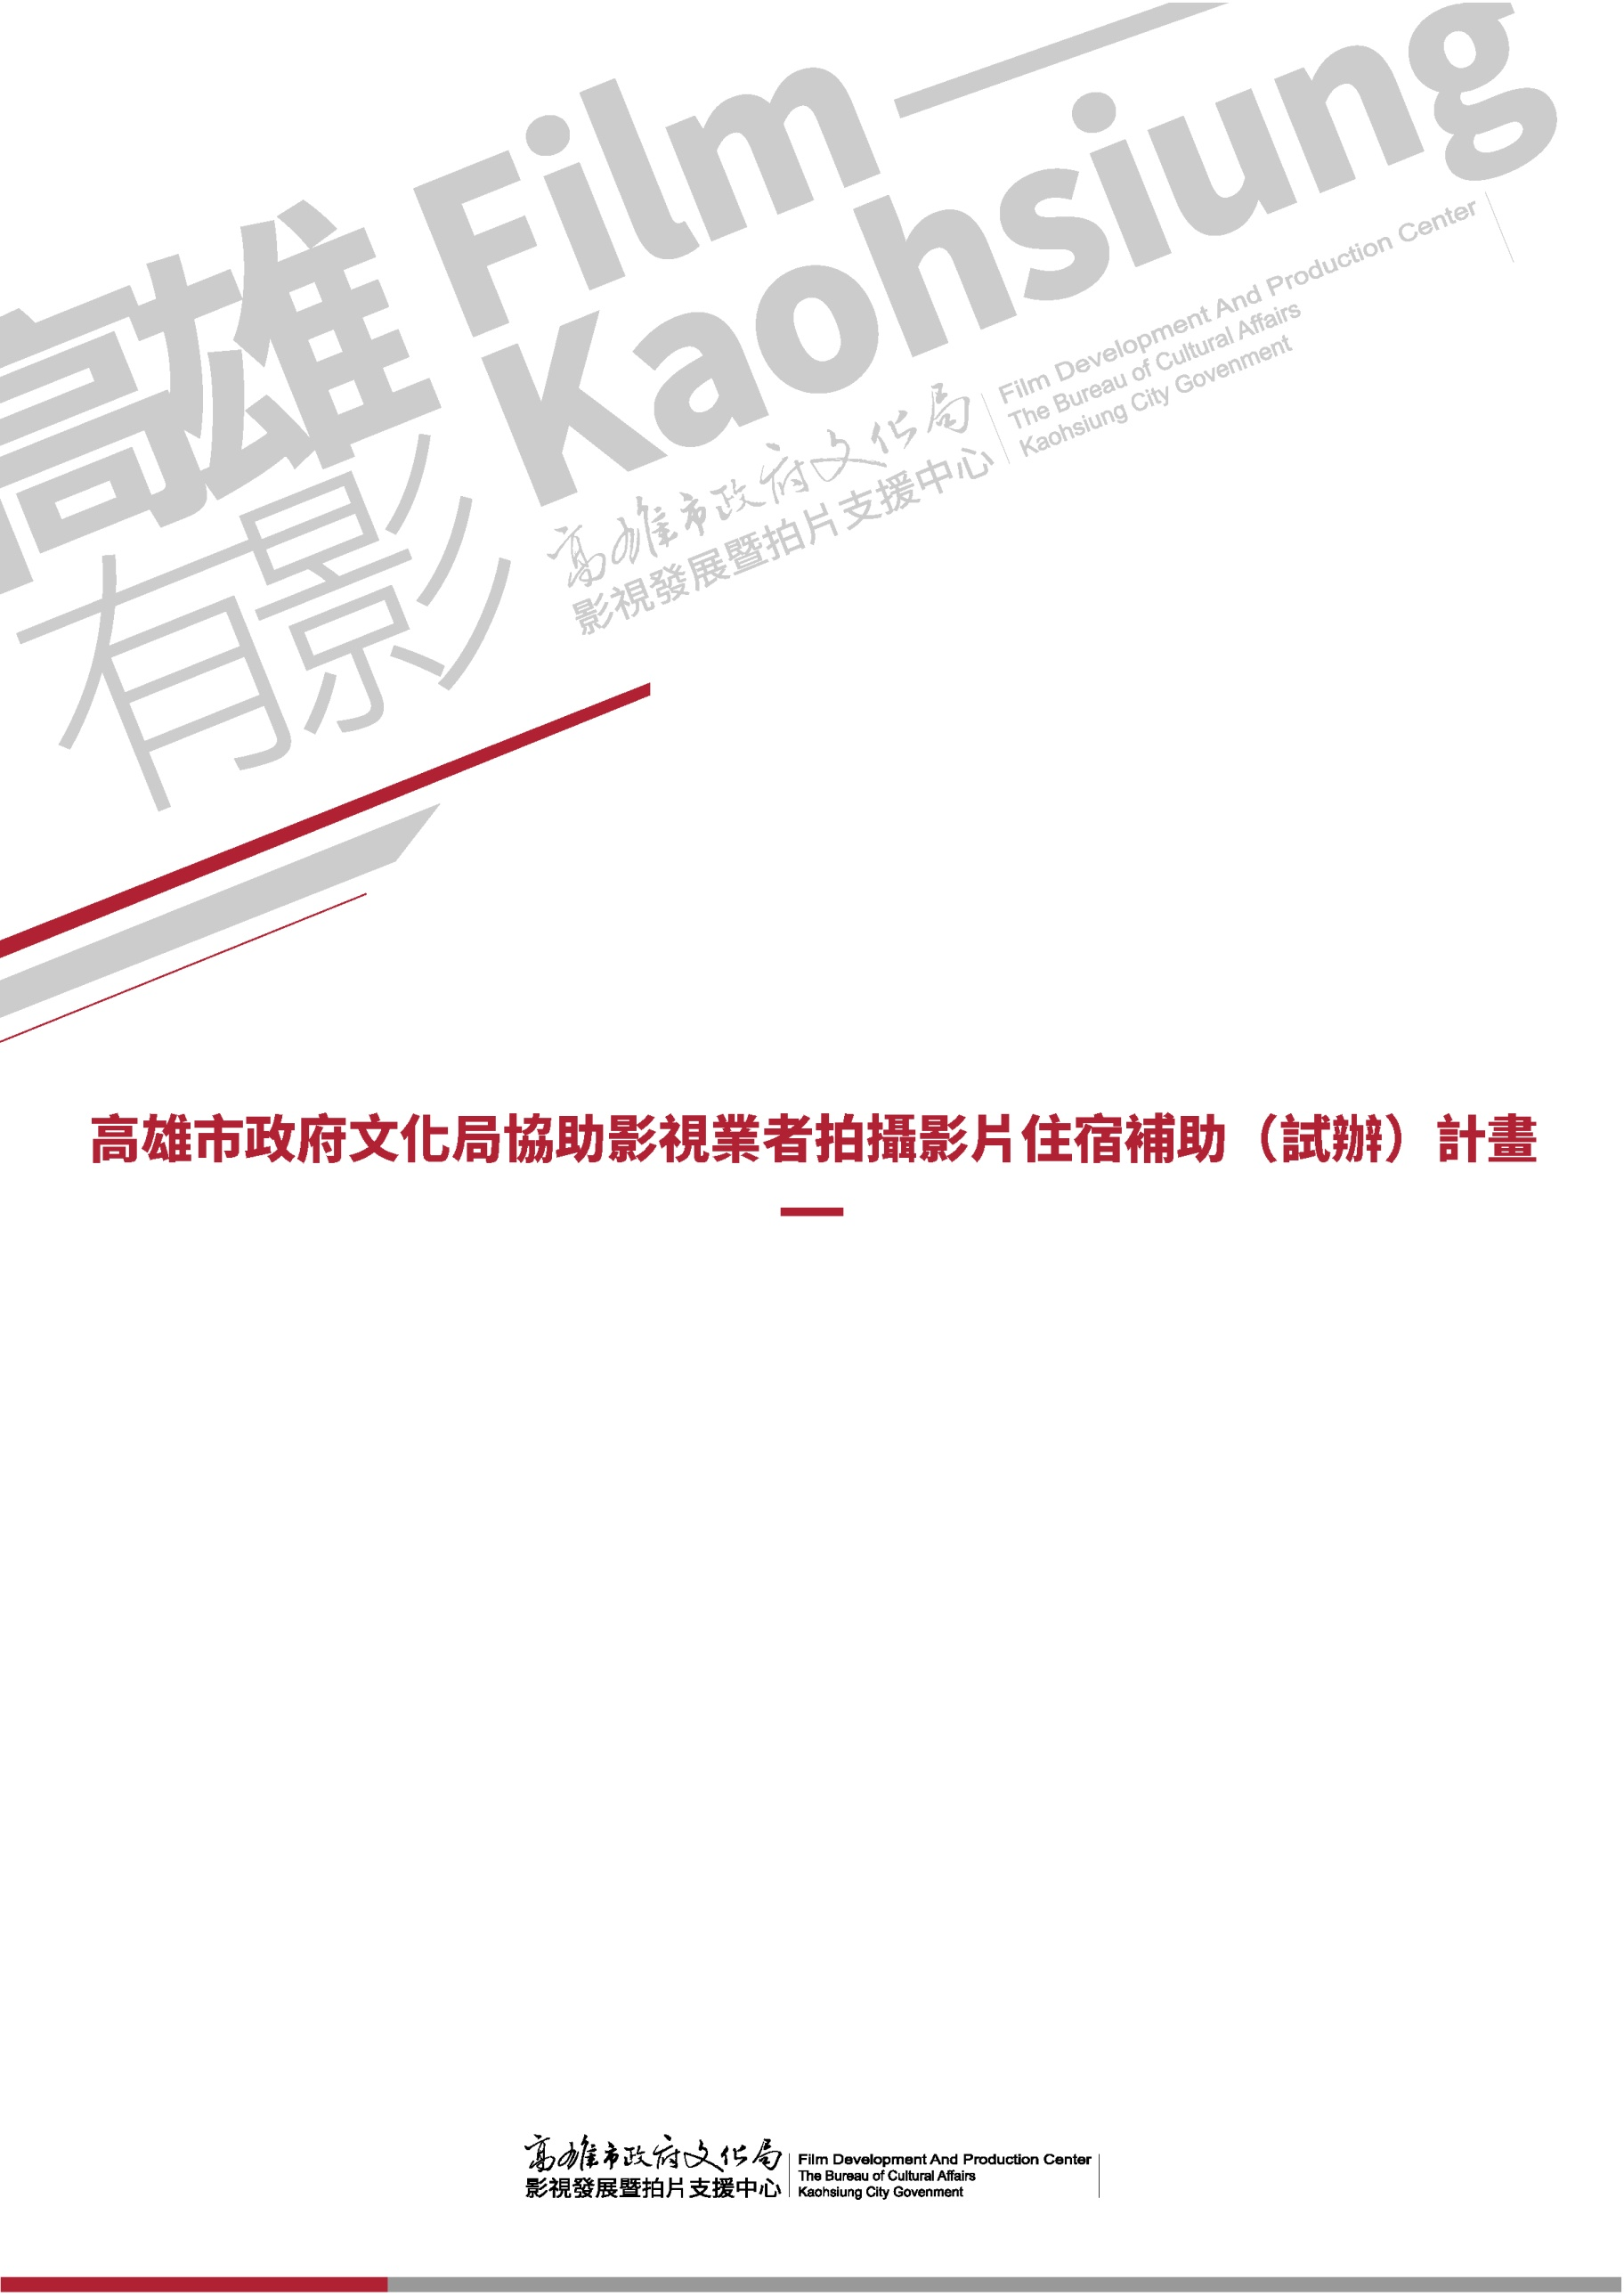 Film
Kaohsiung
高雄
有影
高雄市政府文化局
影視發展暨拍片支援中心
Film Development And Production Center
The Bureau of Cultural Affairs
Kaohsiung City Govenment
高雄市政府文化局協助影視業者拍攝影片住宿補助（試辦）計畫
高雄市政府文化局
影視發展暨拍片支援中心
Film Development And Production Center
The Bureau of Cultural Affairs
Kaohsiung City Govenment